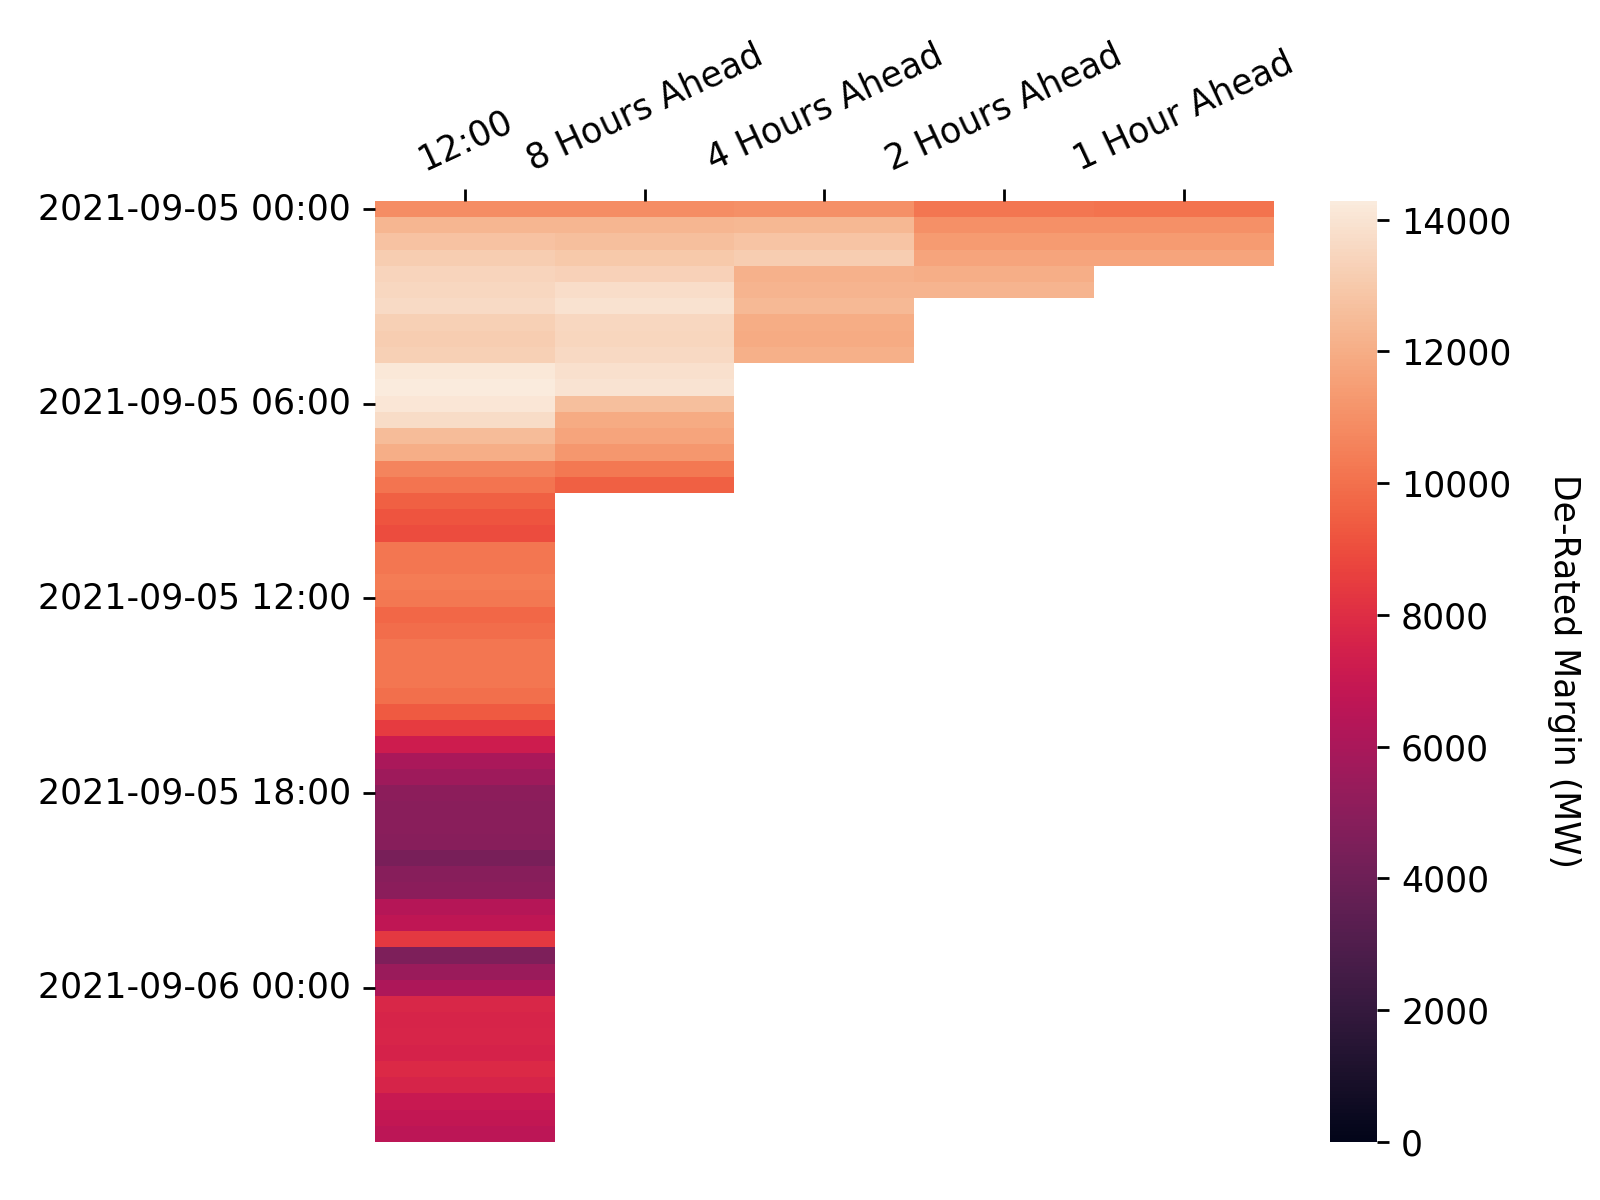 12:00
8 Hours Ahead
4 Hours Ahead
2 Hours Ahead
1 Hour Ahead
2021-09-05 00:00
2021-09-05 06:00
2021-09-05 12:00
2021-09-05 18:00
2021-09-06 00:00
14000
12000
10000
8000
6000
4000
2000
0
De-Rated Margin (MW)